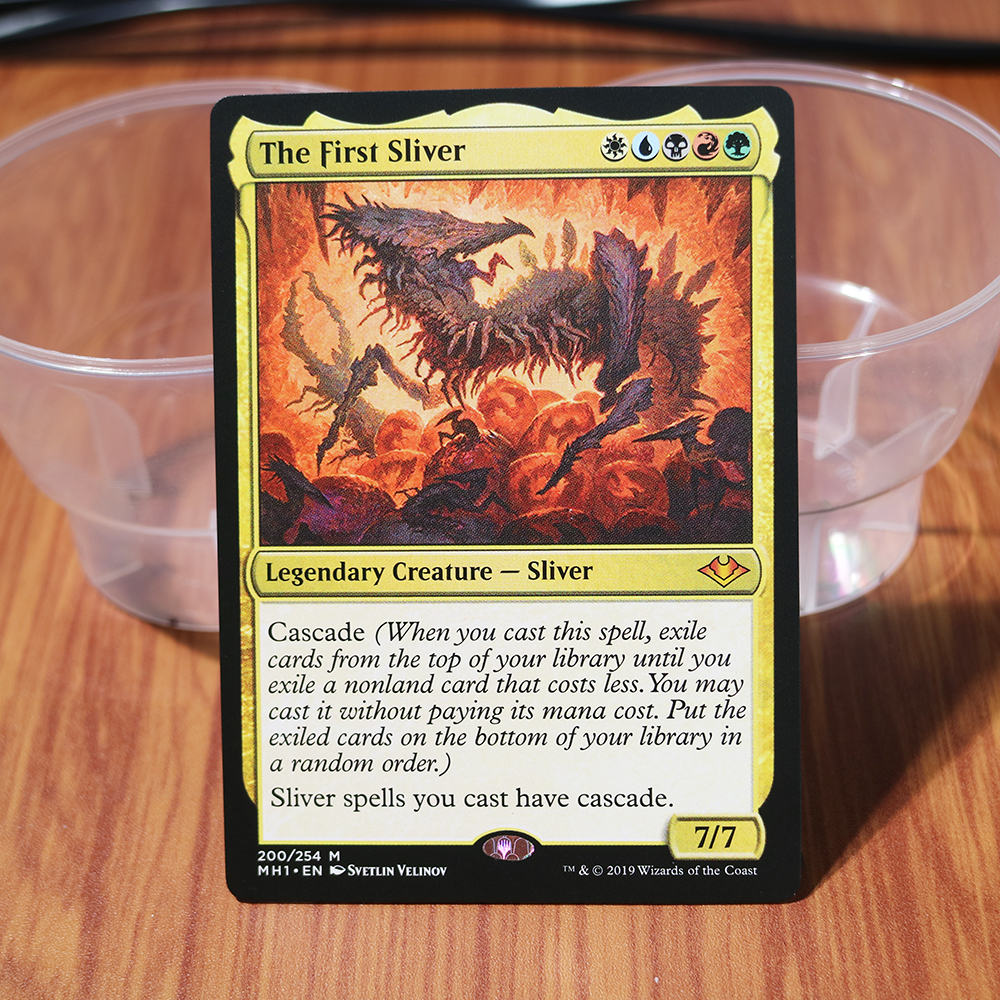 The First Sliver
Legendary Creature — Sliver
Cascade (When you cast this spell, exile
cards from the top of your library until you
exile a nonland card that costs less. You may
cast it without paying its mana cost. Put the
exiled cards on the bottom of your library in
a random order.)
Sliver spells you cast have cascade.
7/7
200/254 M
MH1 • EN Svetlin Velinov
™ & © 2019 Wizards of the Coast